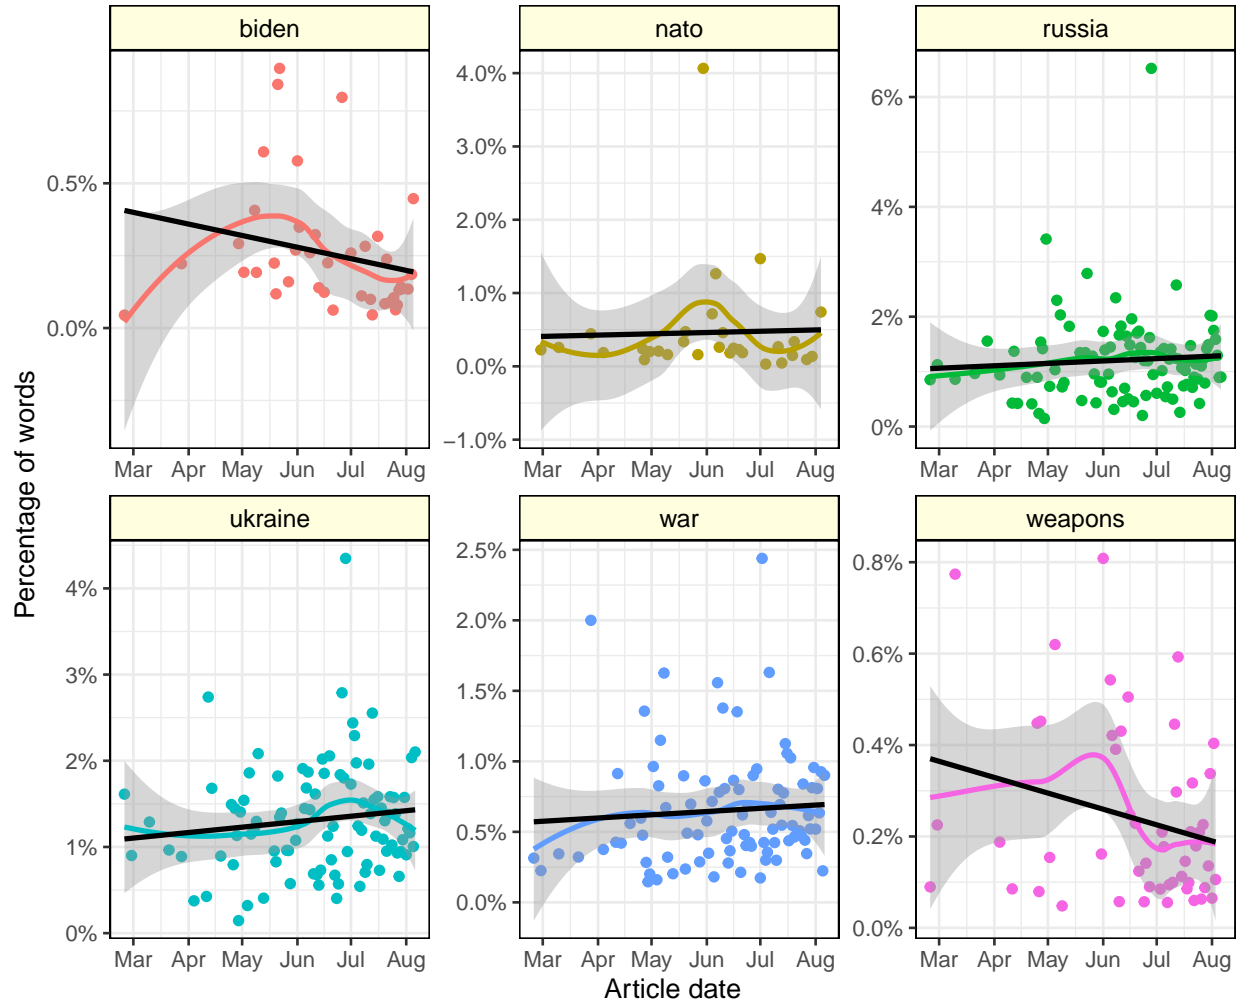 biden
nato
russia
0.5%
0.0%
4.0%
3.0%
2.0%
1.0%
0.0%
−1.0%
6%
4%
2%
0%
Mar Apr May Jun Jul Aug
Mar Apr May Jun Jul Aug
Mar Apr May Jun Jul Aug
Percentage of words
ukraine
war
weapons
4%
3%
2%
1%
0%
2.5%
2.0%
1.5%
1.0%
0.5%
0.0%
0.8%
0.6%
0.4%
0.2%
0.0%
Mar Apr May Jun Jul Aug
Mar Apr May Jun Jul Aug
Mar Apr May Jun Jul Aug
Article date